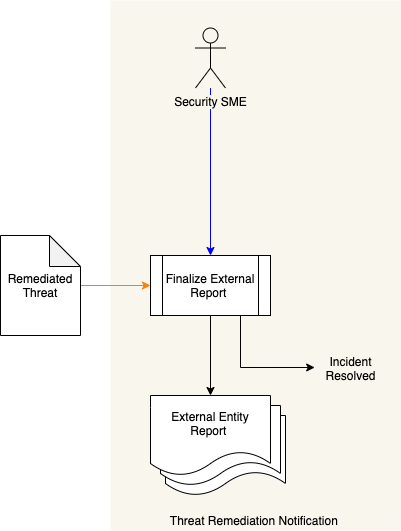 Security SME
Remediated
Threat
Finalize External
Report
Incident
Resolved
External Entity
Report
Threat Remediation Notification